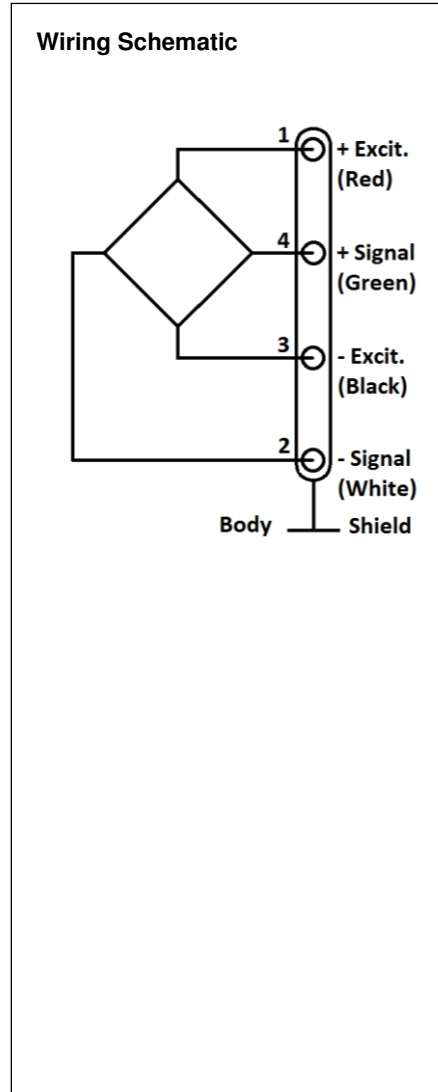 Wiring Schematic
1 + Excit.
(Red)
4 + Signal
(Green)
3 - Excit.
(Black)
2 - Signal
(White)
Body Shield